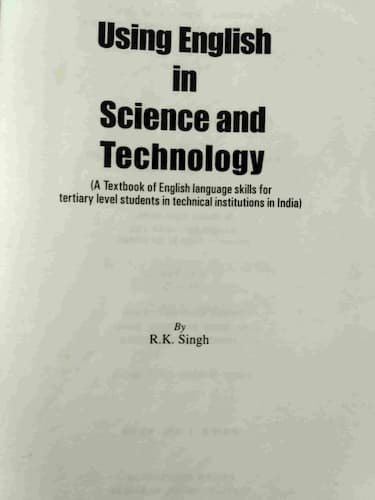 Using English
in
Science and
Technology
(A Textbook of English language skills for
tertiary level students in technical institutions in India)
By
R.K. Singh